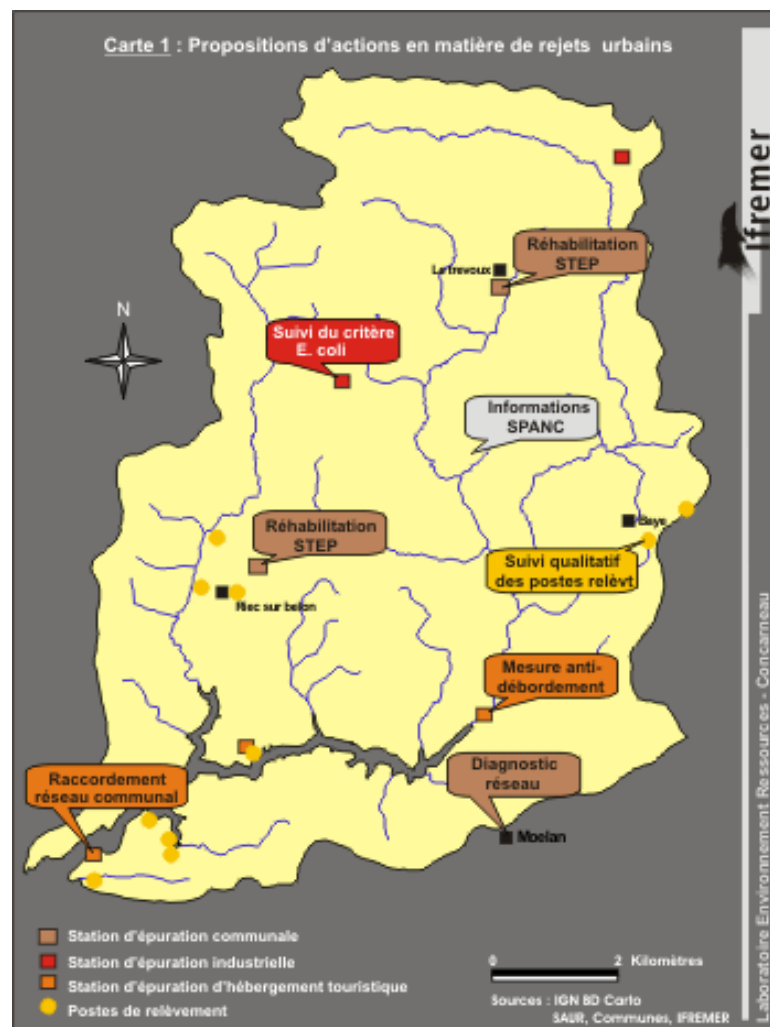 Carte 1 : Propositions d'actions en matière de rejets urbains
Ifremer
Réhabilitation
STEP
Le trevoux
N
Suivi du critère
E. coli
Informations
SPANC
Réhabilitation
STEP
Baye
Suivi qualitatif
des postes relèvt
Riec sur belon
Mesure anti-
débordement
Raccordement
réseau communal
Diagnostic
réseau
Moelan
Station d'épuration communale
Station d'épuration industrielle
Station d'épuration d'hébergement touristique
Postes de relèvement
0 2 Kilomètres
Sources : IGN BD Carto
SAUR, Communes, IFREMER
Laboratoire Environnement Ressources - Concarneau